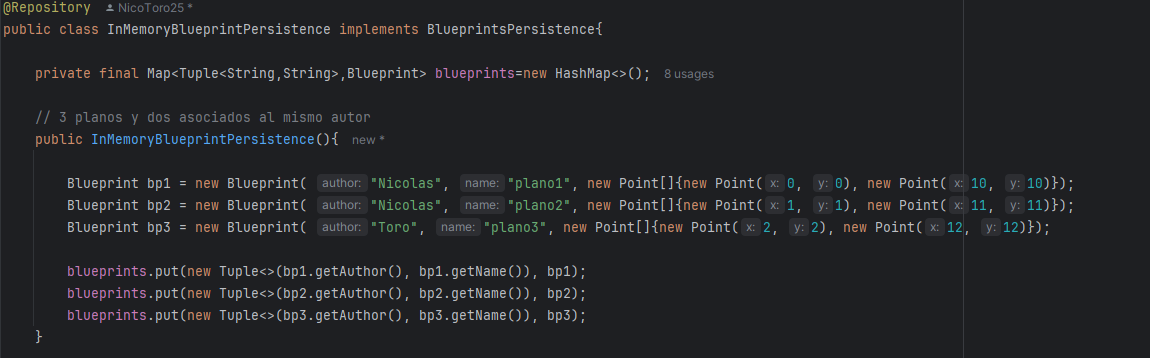 @Repository NicoToro25 *
public class InMemoryBlueprintPersistence implements BlueprintsPersistence{
private final Map<Tuple<String,String>,Blueprint> blueprints=new HashMap<>(); 8 usages
// 3 planos y dos asociados al mismo autor
public InMemoryBlueprintPersistence(){ new *
Blueprint bp1 = new Blueprint( author: "Nicolas", name: "plano1", new Point[]{new Point( x: 0, y: 0), new Point( x: 10, y: 10)});
Blueprint bp2 = new Blueprint( author: "Nicolas", name: "plano2", new Point[]{new Point( x: 1, y: 1), new Point( x: 11, y: 11)});
Blueprint bp3 = new Blueprint( author: "Toro", name: "plano3", new Point[]{new Point( x: 2, y: 2), new Point( x: 12, y: 12)});
blueprints.put(new Tuple<>(bp1.getAuthor(), bp1.getName()), bp1);
blueprints.put(new Tuple<>(bp2.getAuthor(), bp2.getName()), bp2);
blueprints.put(new Tuple<>(bp3.getAuthor(), bp3.getName()), bp3);
}